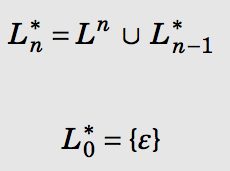 L*ₙ = Lⁿ ∪ L*ₙ₋₁
L*₀ = {ε}